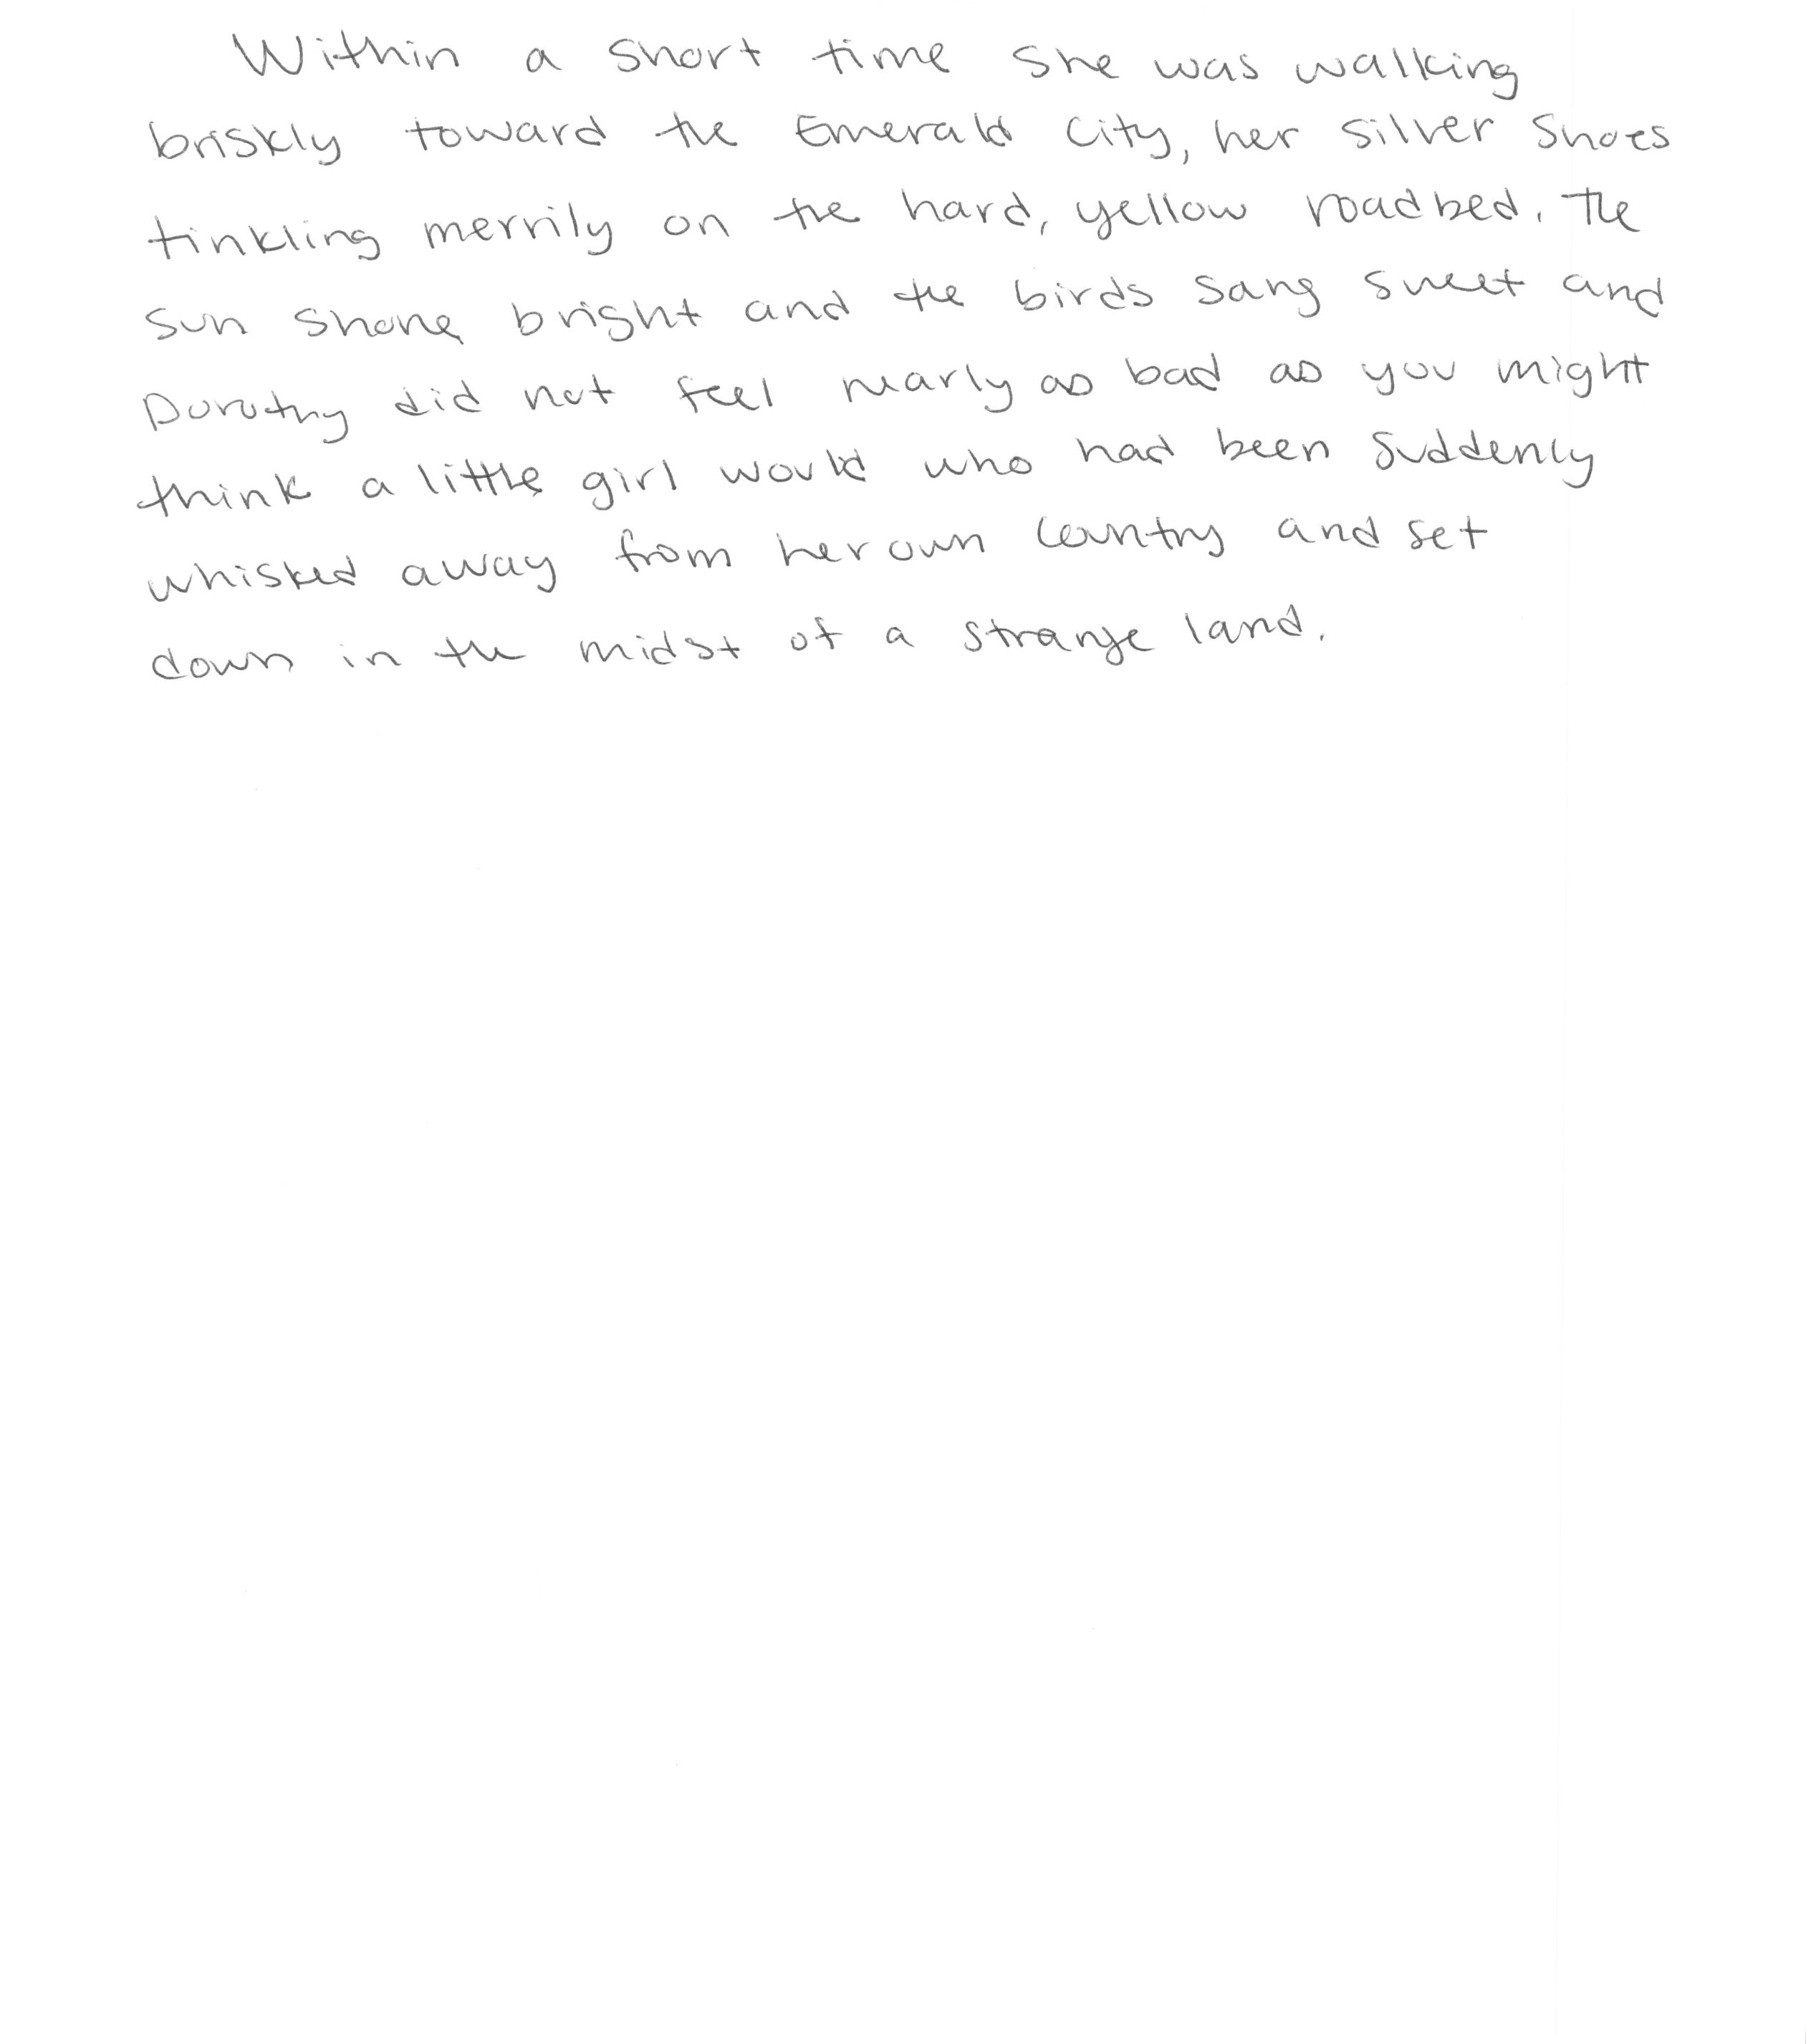 Within a short time she was walking
briskly toward the Emerald City, her silver shoes
tinkling merrily on the hard, yellow roadbed. The
sun shone bright and the birds sang sweet and
Dorothy did not feel nearly as bad as you might
think a little girl would who had been suddenly
whisked away from her own country and set
down in the midst of a strange land.